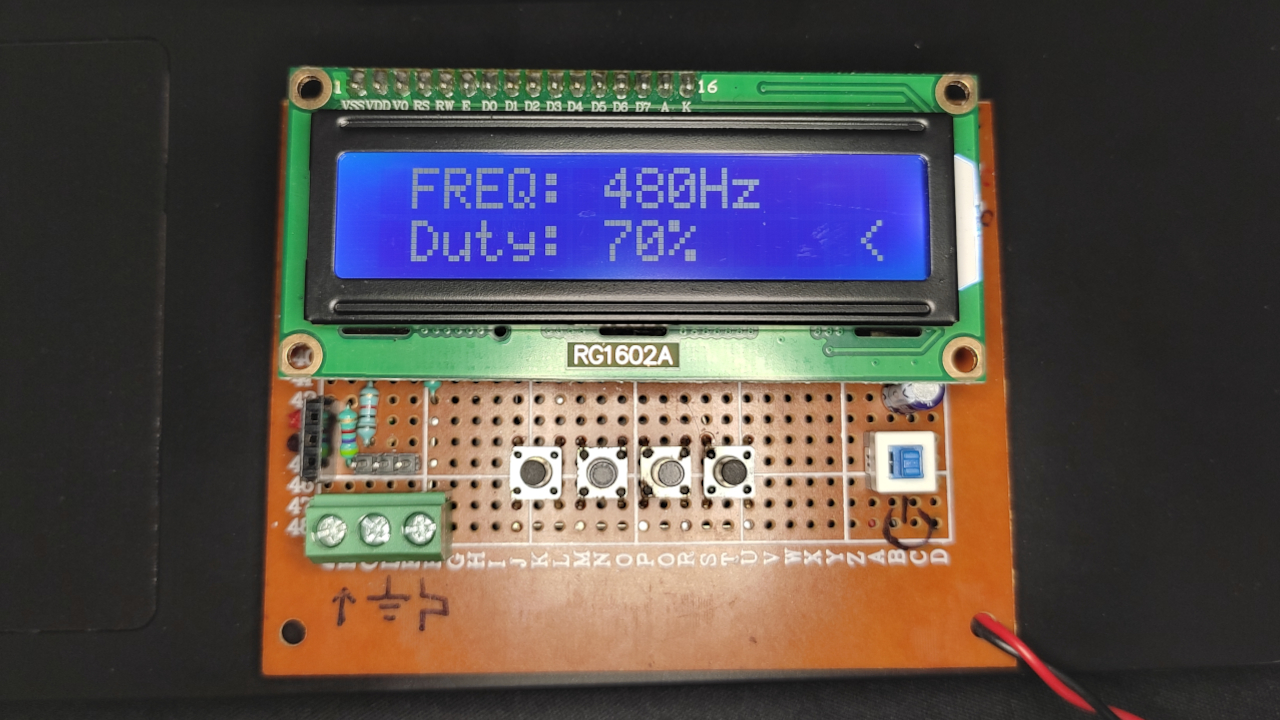 1 16
VSS VDD V0 RS RW E D0 D1 D2 D3 D4 D5 D6 D7 A K
FREQ: 480Hz
Duty: 70% <
RG1602A
G H I J K L M N O P Q R S T U V W X Y Z A B C D